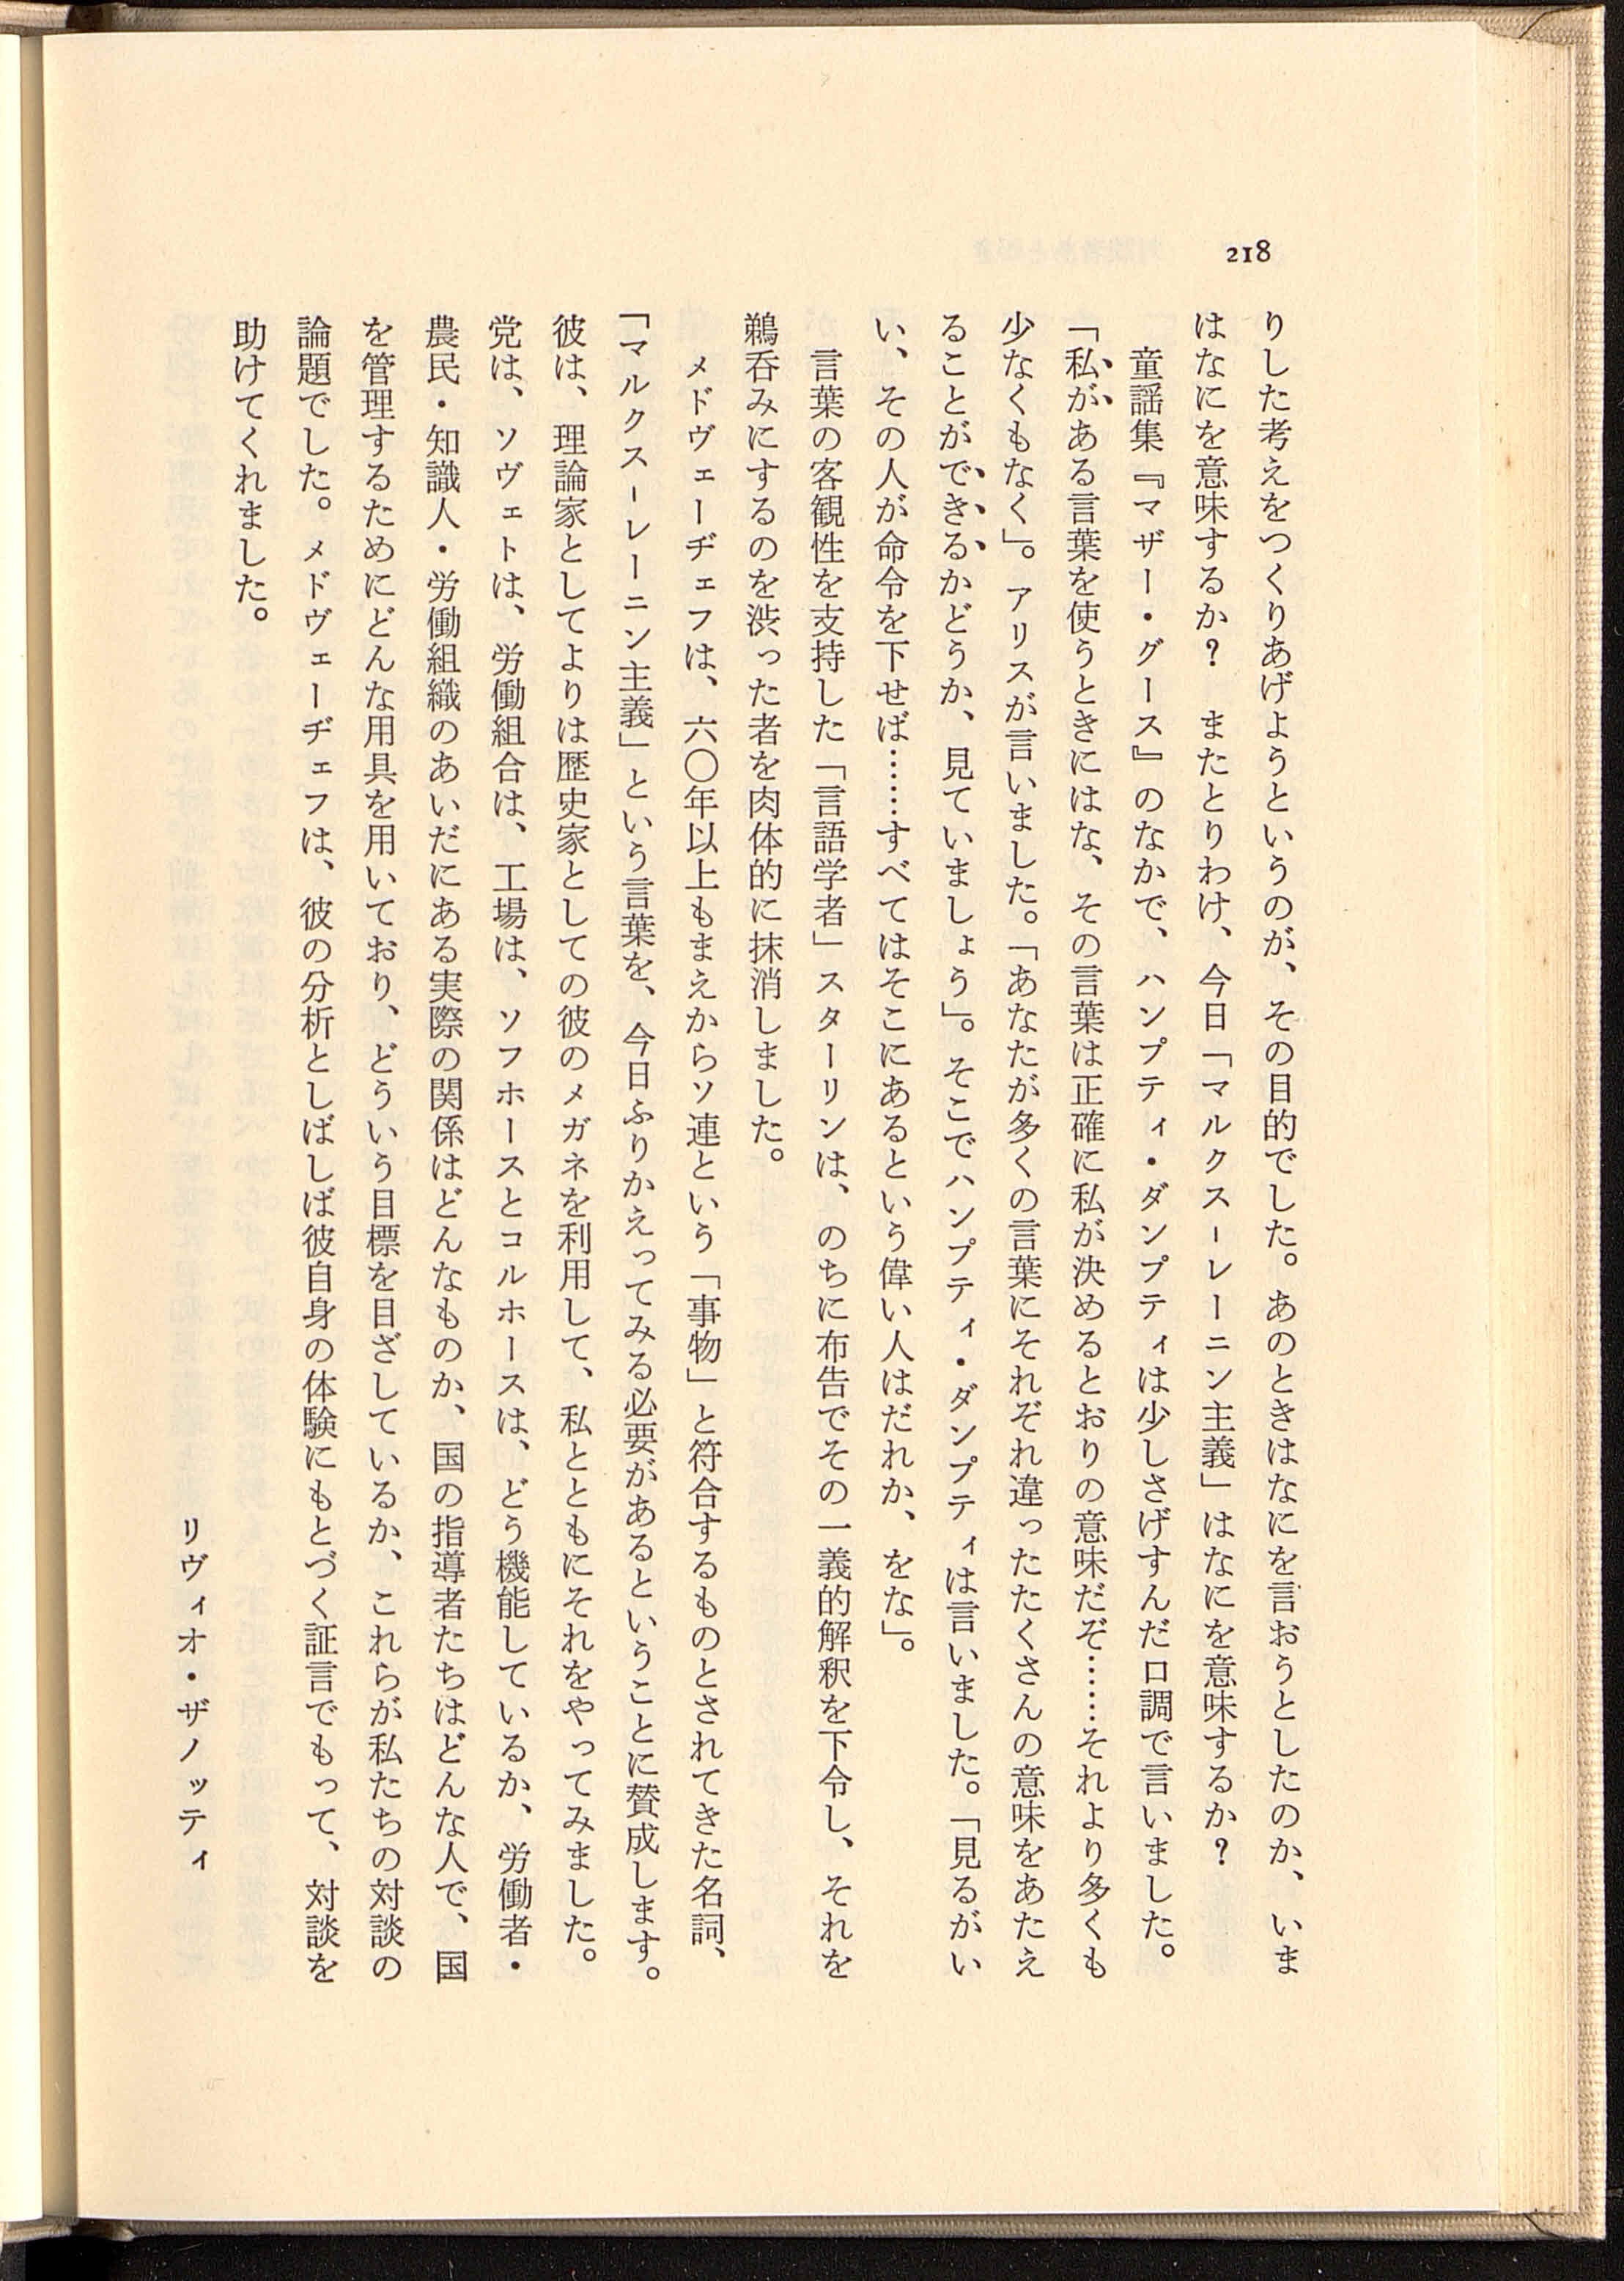 218
りした考えをつくりあげようというのが、その目的でした。あのときはなにを言おうとしたのか、いま
はなにを意味するか？　またとりわけ、今日「マルクス-レーニン主義」はなにを意味するか？
童謡集『マザー・グース』のなかで、ハンプティ・ダンプティは少しさげすんだ口調で言いました。
「私がある言葉を使うときにはな、その言葉は正確に私が決めるとおりの意味だぞ……それより多くも
少なくもなく」。アリスが言いました。「あなたが多くの言葉にそれぞれ違ったたくさんの意味をあたえ
ることができるかどうか、見ていましょう」。そこでハンプティ・ダンプティは言いました。「見るがい
い、その人が命令を下せば……すべてはそこにあるという偉い人はだれか、をな」。
言葉の客観性を支持した「言語学者」スターリンは、のちに布告でその一義的解釈を下令し、それを
鵜呑みにするのを渋った者を肉体的に抹消しました。
メドヴェーヂェフは、六〇年以上もまえからソ連という「事物」と符合するものとされてきた名詞、
「マルクス-レーニン主義」という言葉を、今日ふりかえってみる必要があるということに賛成します。
彼は、理論家としてよりは歴史家としての彼のメガネを利用して、私とともにそれをやってみました。
党は、ソヴェトは、労働組合は、工場は、ソフホースとコルホースは、どう機能しているか、労働者・
農民・知識人・労働組織のあいだにある実際の関係はどんなものか、国の指導者たちはどんな人で、国
を管理するためにどんな用具を用いており、どういう目標を目ざしているか、これらが私たちの対談の
論題でした。メドヴェーヂェフは、彼の分析としばしば彼自身の体験にもとづく証言でもって、対談を
助けてくれました。
リヴィオ・ザノッティ